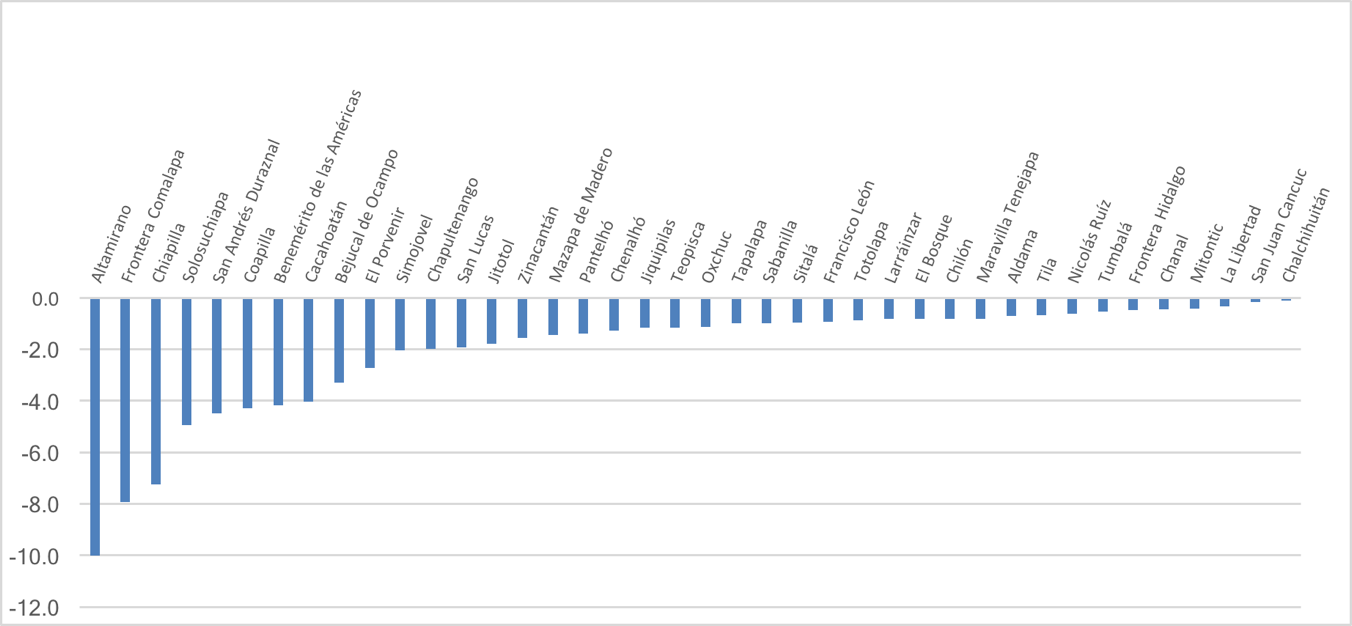 Altamirano
Frontera Comalapa
Chiapilla
Solosuchiapa
San Andrés Duraznal
Coapilla
Benemérito de las Américas
Cacahoatán
Bejucal de Ocampo
El Porvenir
Simojovel
Chapultenango
San Lucas
Jitotol
Zinacantán
Mazapa de Madero
Pantelhó
Chenalhó
Jiquipilas
Teopisca
Oxchuc
Tapalapa
Sabanilla
Sitalá
Francisco León
Totolapa
Larráinzar
El Bosque
Chilón
Maravilla Tenejapa
Aldama
Tila
Nicolás Ruíz
Tumbalá
Frontera Hidalgo
Chanal
Mitontic
La Libertad
San Juan Cancuc
Chalchihuitán
0.0
-2.0
-4.0
-6.0
-8.0
-10.0
-12.0